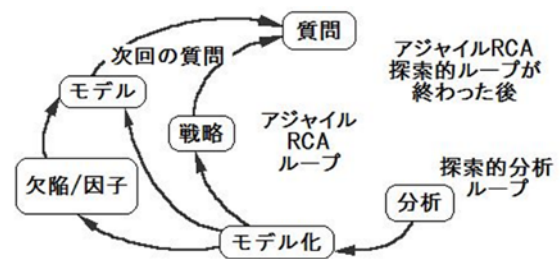 質問
次回の質問
アジャイルRCA
探索的ループが
終わった後
モデル
戦略
アジャイル
RCA
ループ
欠陥/因子
探索的分析
ループ
分析
モデル化